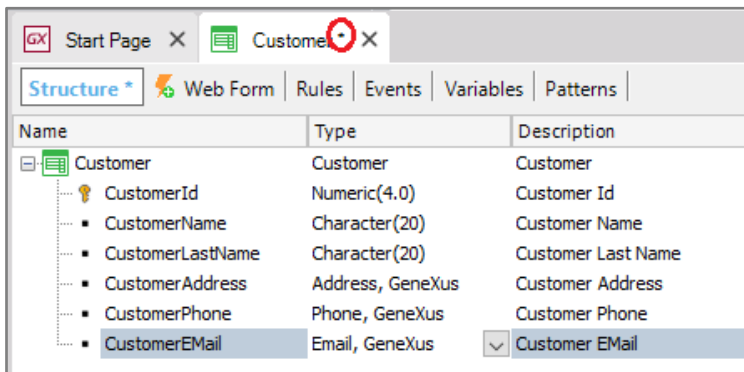 GX Start Page Customer *
Structure * Web Form Rules Events Variables Patterns
Name Type Description
Customer Customer Customer
CustomerId Numeric(4.0) Customer Id
CustomerName Character(20) Customer Name
CustomerLastName Character(20) Customer Last Name
CustomerAddress Address, GeneXus Customer Address
CustomerPhone Phone, GeneXus Customer Phone
CustomerEMail Email, GeneXus Customer EMail